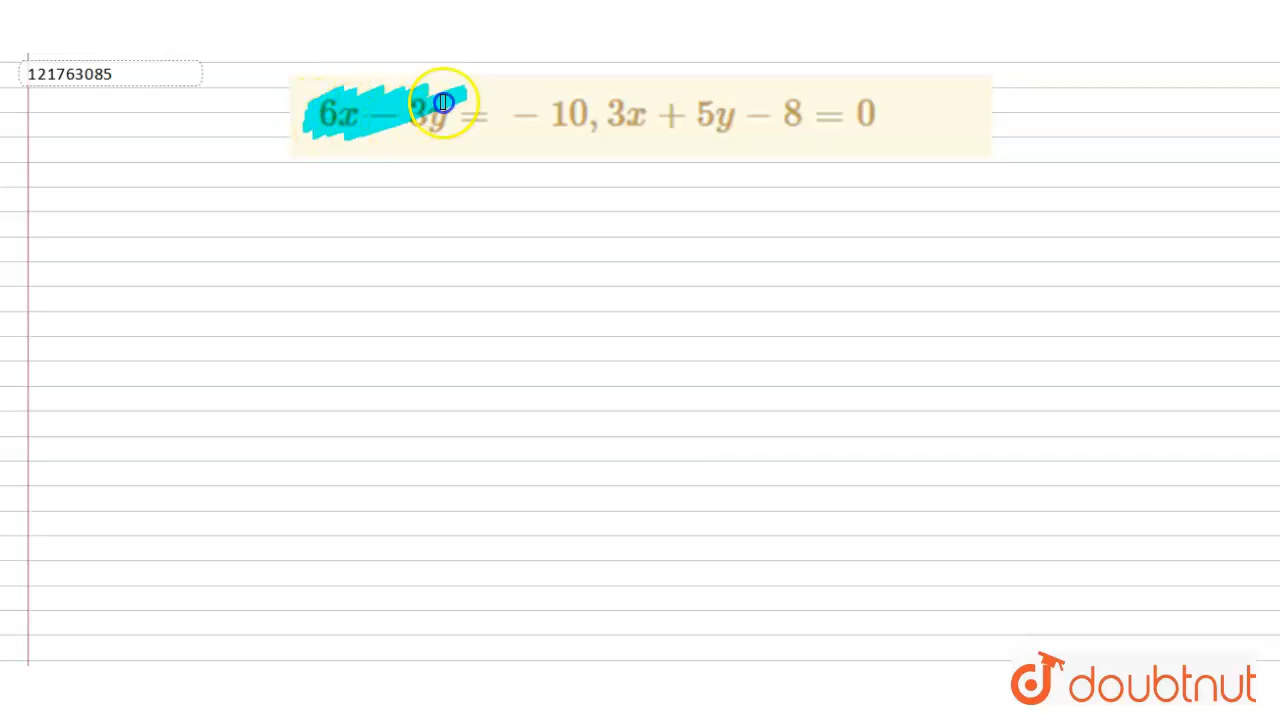 121763085
6x − 3y = − 10, 3x + 5y − 8 = 0
doubtnut